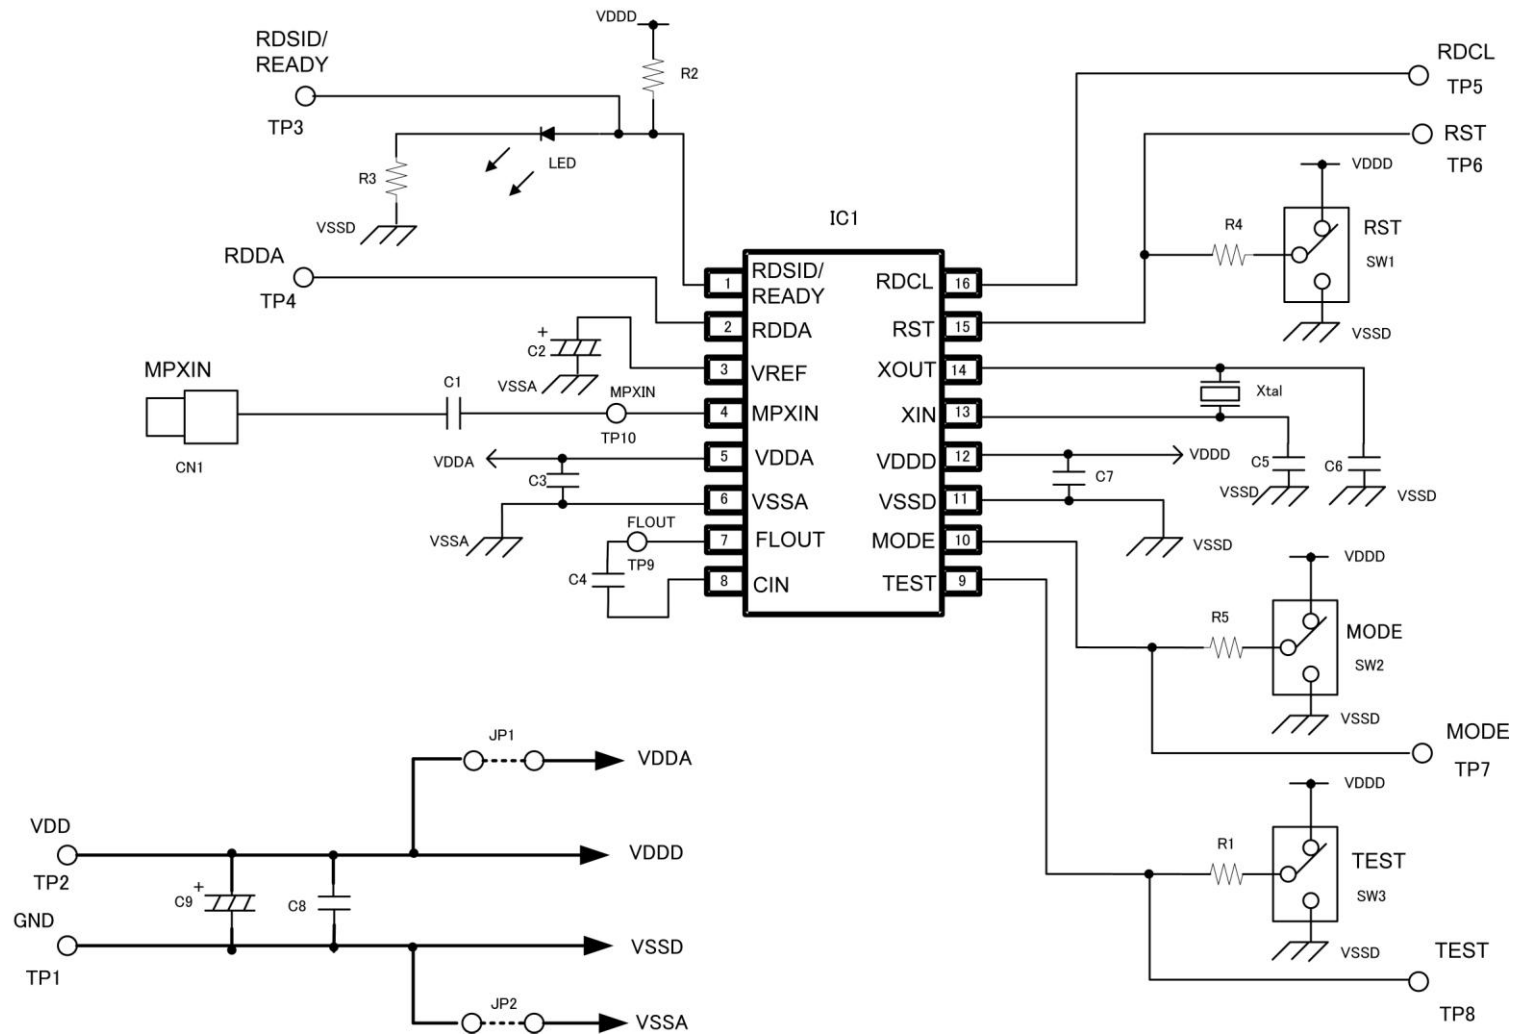 VDDD
RDSID/
READY
TP3
R2
LED
R3
VSSD
RDCL
TP5
RST
TP6
VDDD
R4
RST
SW1
VSSD
IC1
RDDA
TP4
1
RDSID/
READY
2
RDDA
3
VREF
4
MPXIN
5
VDDA
6
VSSA
7
FLOUT
8
CIN
RDCL
16
RST
15
XOUT
14
XIN
13
VDDD
12
VSSD
11
MODE
10
TEST
9
+
C2
VSSA
MPXIN
CN1
C1
MPXIN
TP10
VDDA
C3
VSSA
FLOUT
TP9
C4
Xtal
C5
C6
VSSD
VSSD
VDDD
C7
VSSD
VDDD
R5
MODE
SW2
VSSD
MODE
TP7
VDDD
R1
TEST
SW3
VSSD
TEST
TP8
JP1
VDDA
VDD
TP2
VDDD
+
C9
C8
GND
TP1
VSSD
JP2
VSSA